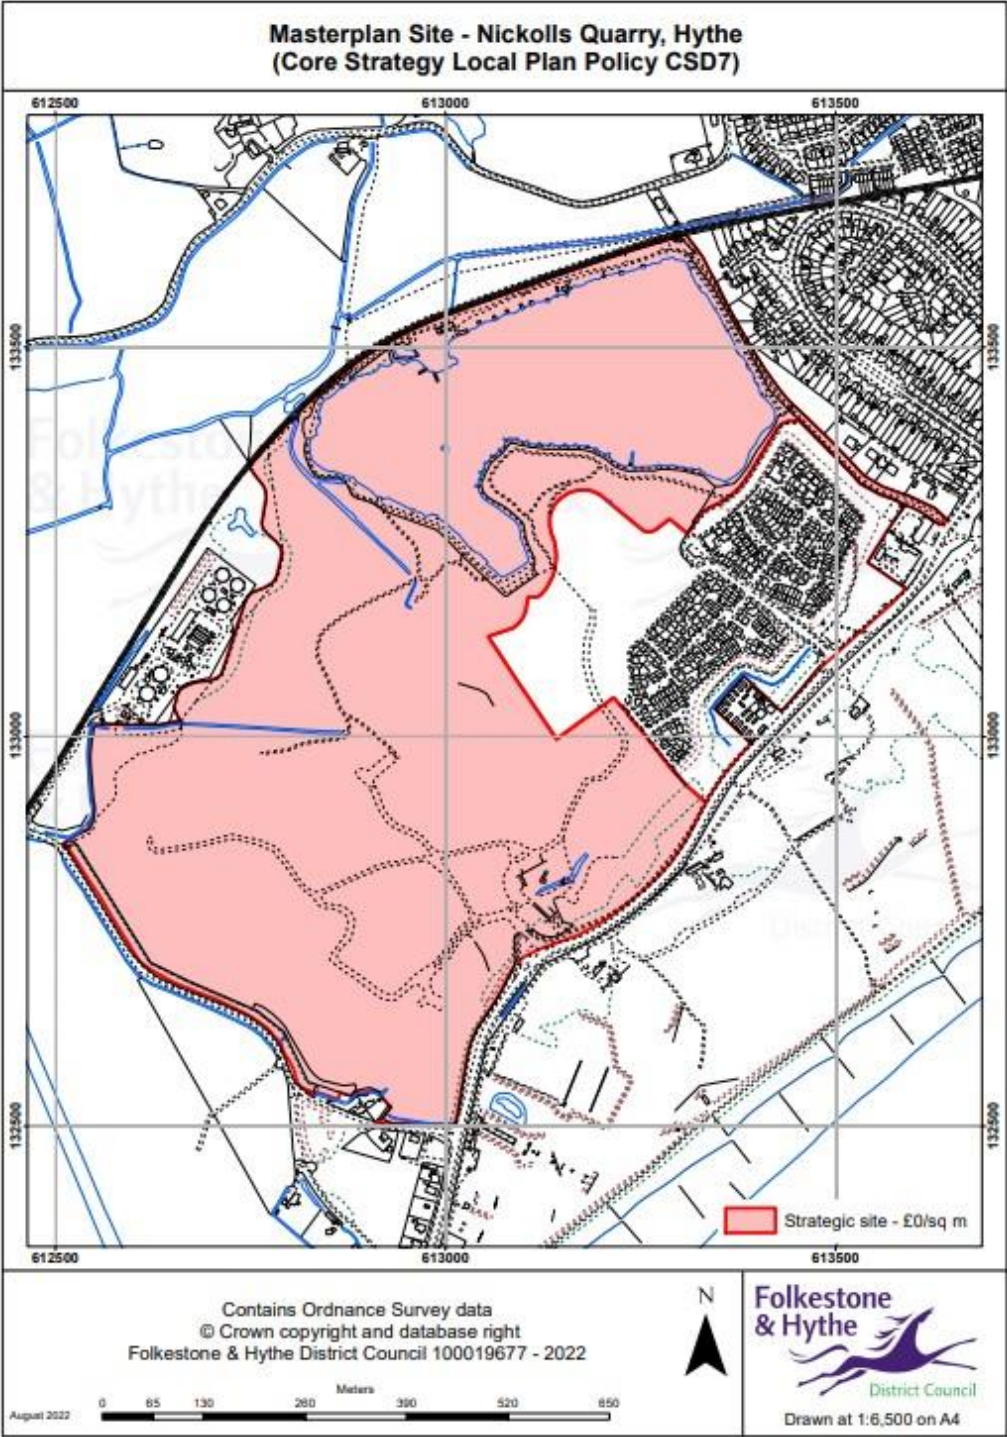 Masterplan Site - Nickolls Quarry, Hythe
(Core Strategy Local Plan Policy CSD7)
612500 613000 613500
133500 133500
133000 133000
132500 132500
Strategic site - £0/sq m
612500 613000 613500
Contains Ordnance Survey data
© Crown copyright and database right
Folkestone & Hythe District Council 100019677 - 2022
Meters
0 65 130 260 390 520 650
August 2022
N
Folkestone
& Hythe
District Council
Drawn at 1:6,500 on A4